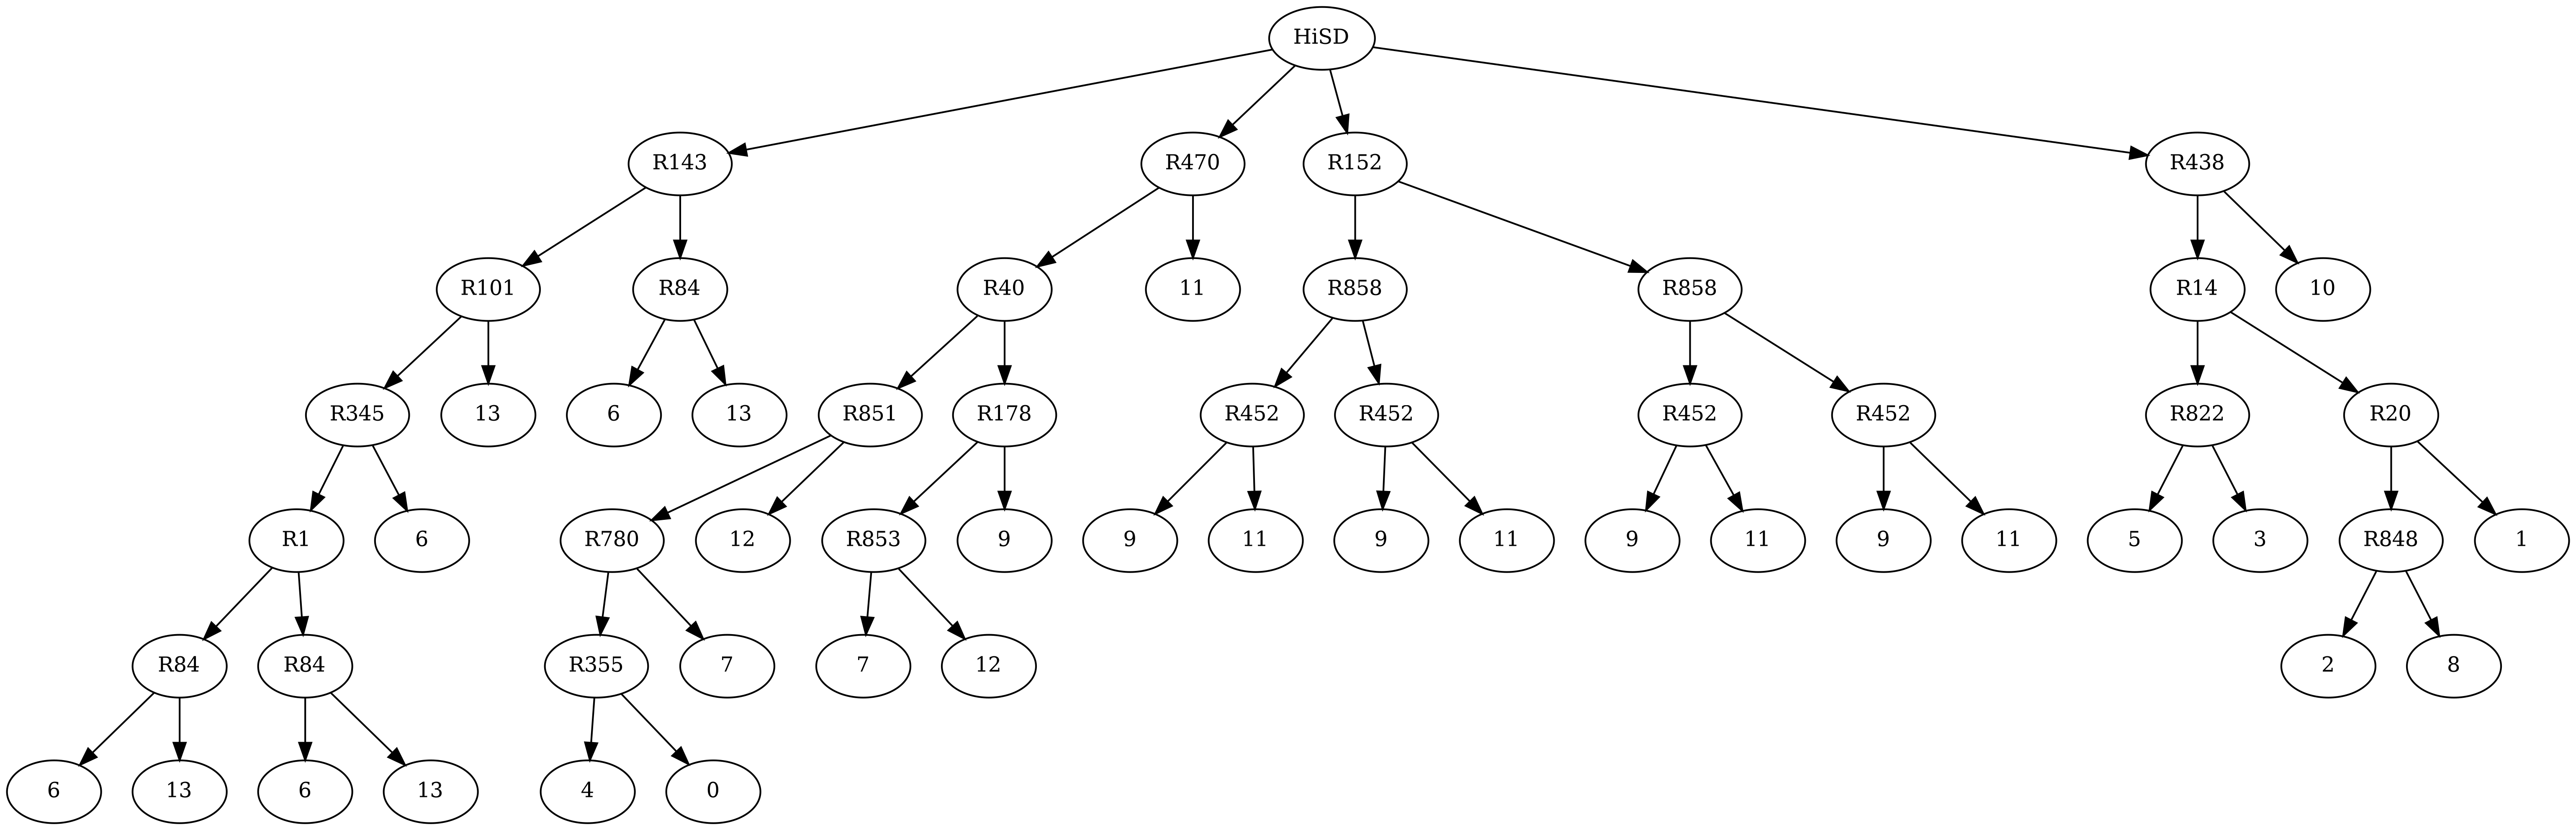 HiSD
R143 R470 R152 R438
R101 R84 R40 11 R858 R858 R14 10
R345 13 6 13 R851 R178 R452 R452 R452 R452 R822 R20
R1 6 R780 12 R853 9 9 11 9 11 9 11 9 11 5 3 R848 1
R84 R84 R355 7 7 12 2 8
6 13 6 13 4 0